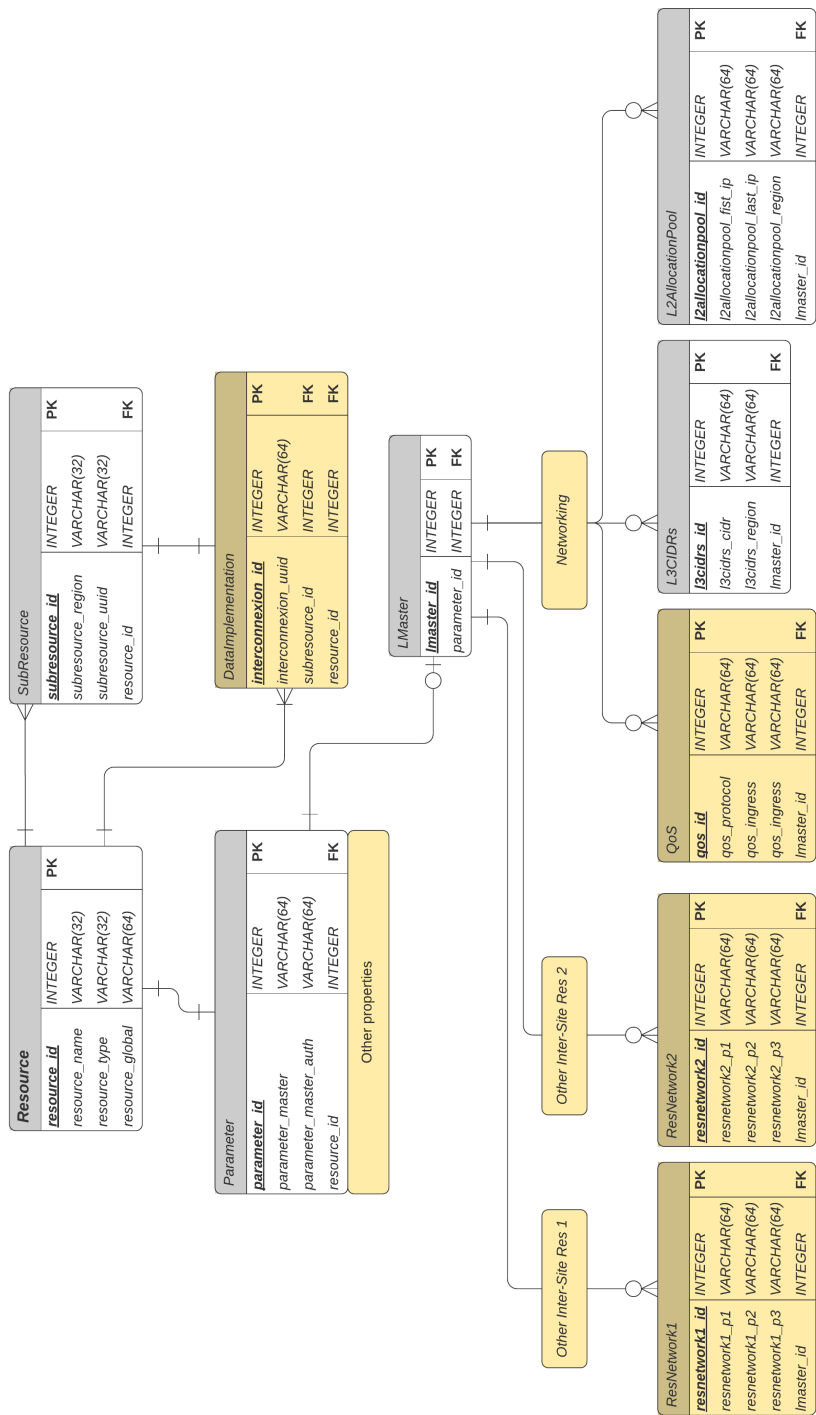 Resource
resource_id INTEGER PK
resource_name VARCHAR(32)
resource_type VARCHAR(32)
resource_global VARCHAR(64)
SubResource
subresource_id INTEGER PK
subresource_region VARCHAR(32)
subresource_uuid VARCHAR(32)
resource_id INTEGER FK
Parameter
parameter_id INTEGER PK
parameter_master VARCHAR(64)
parameter_master_auth VARCHAR(64)
resource_id INTEGER FK
Other properties
DataImplementation
interconnexion_id INTEGER PK
interconnexion_uuid VARCHAR(64)
subresource_id INTEGER FK
resource_id INTEGER FK
LMaster
lmaster_id INTEGER PK
parameter_id INTEGER FK
Other Inter-Site Res 1
Other Inter-Site Res 2
Networking
ResNetwork1
resnetwork1_id INTEGER PK
resnetwork1_p1 VARCHAR(64)
resnetwork1_p2 VARCHAR(64)
resnetwork1_p3 VARCHAR(64)
lmaster_id INTEGER FK
ResNetwork2
resnetwork2_id INTEGER PK
resnetwork2_p1 VARCHAR(64)
resnetwork2_p2 VARCHAR(64)
resnetwork2_p3 VARCHAR(64)
lmaster_id INTEGER FK
QoS
qos_id INTEGER PK
qos_protocol VARCHAR(64)
qos_ingress VARCHAR(64)
qos_ingress VARCHAR(64)
lmaster_id INTEGER FK
L3CIDRs
l3cidrs_id INTEGER PK
l3cidrs_cidr VARCHAR(64)
l3cidrs_region VARCHAR(64)
lmaster_id INTEGER FK
L2AllocationPool
l2allocationpool_id INTEGER PK
l2allocationpool_fist_ip VARCHAR(64)
l2allocationpool_last_ip VARCHAR(64)
l2allocationpool_region VARCHAR(64)
lmaster_id INTEGER FK